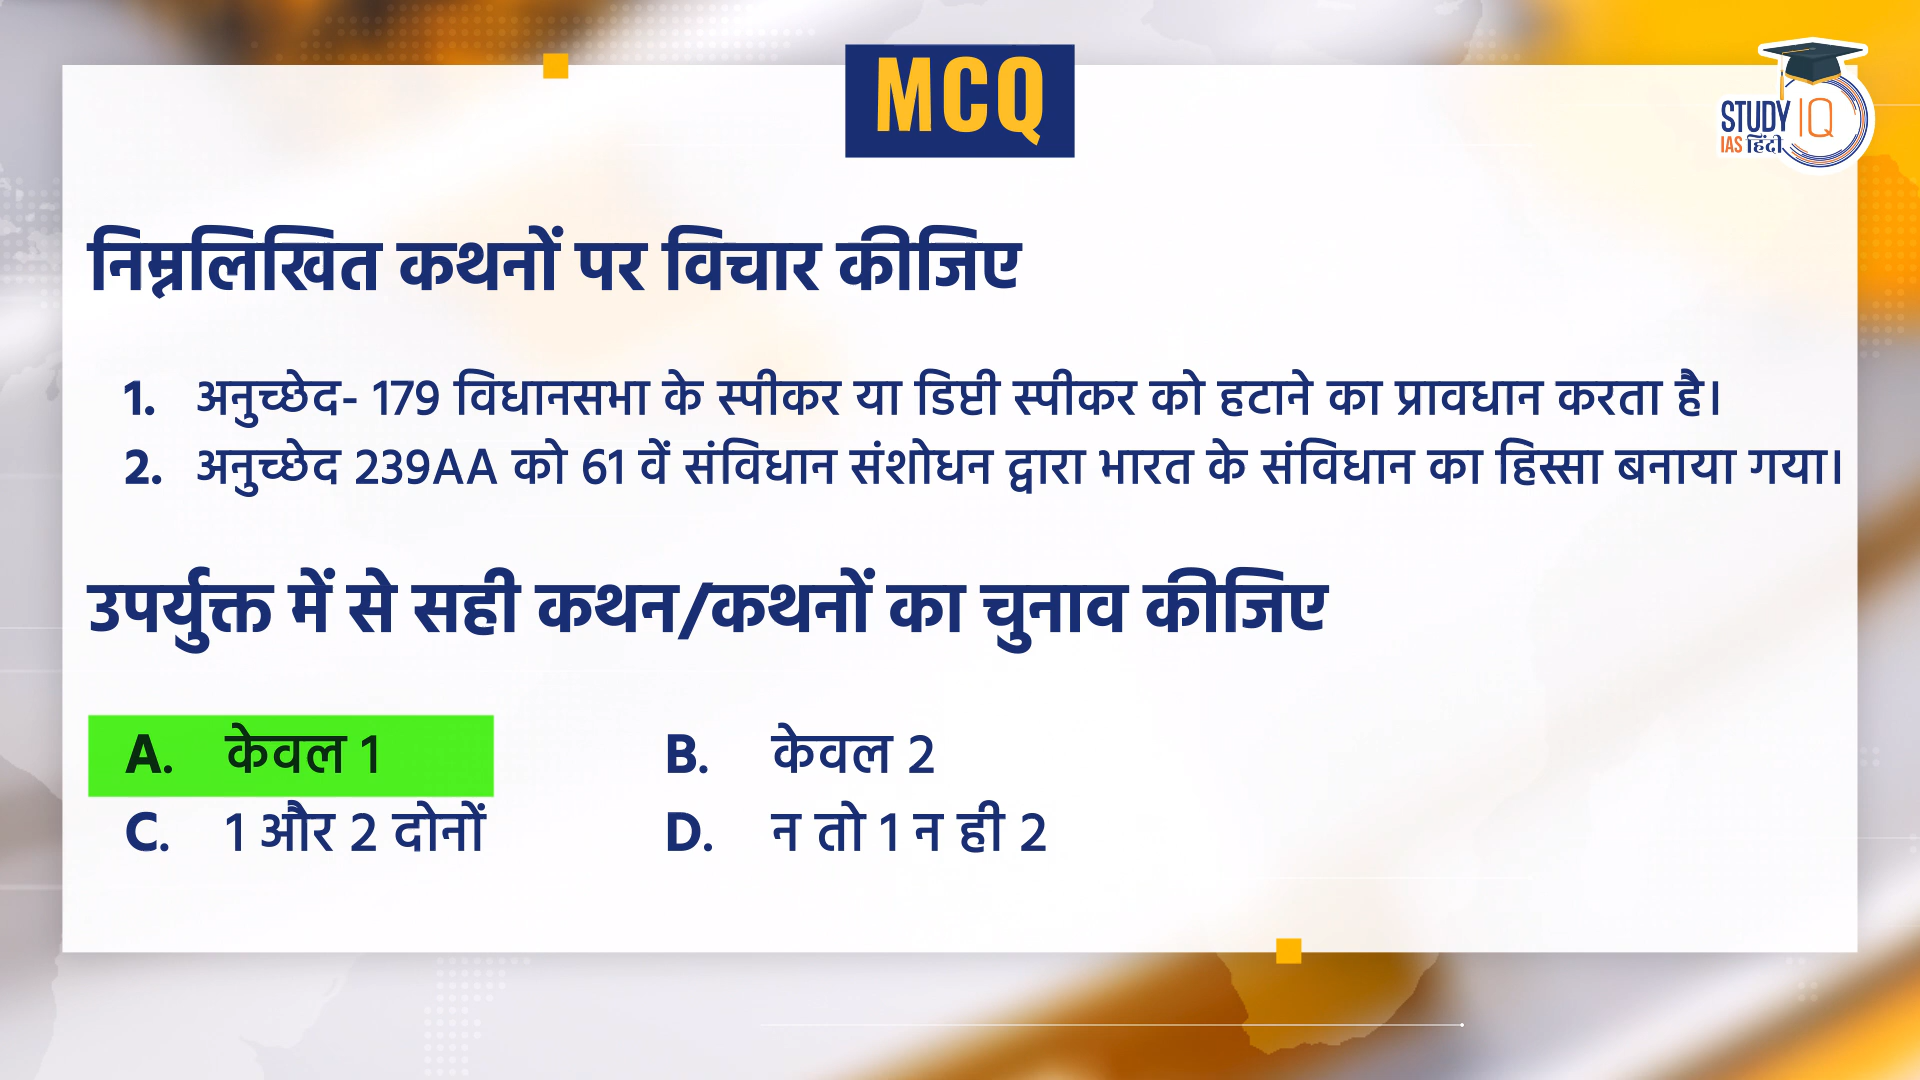 MCQ
STUDY IQ
IAS हिंदी
निम्नलिखित कथनों पर विचार कीजिए
1. अनुच्छेद- 179 विधानसभा के स्पीकर या डिप्टी स्पीकर को हटाने का प्रावधान करता है।
2. अनुच्छेद 239AA को 61 वें संविधान संशोधन द्वारा भारत के संविधान का हिस्सा बनाया गया।
उपर्युक्त में से सही कथन/कथनों का चुनाव कीजिए
A. केवल 1 B. केवल 2
C. 1 और 2 दोनों D. न तो 1 न ही 2